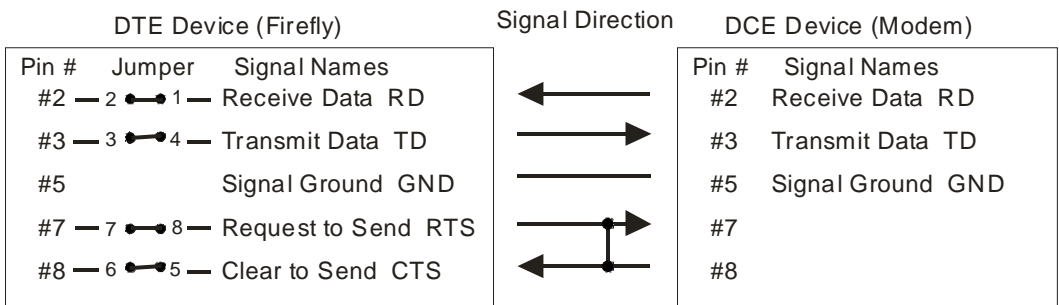 DTE Device (Firefly) Signal Direction DCE Device (Modem)
Pin # Jumper Signal Names Pin # Signal Names
#2 2 1 Receive Data RD #2 Receive Data RD
#3 3 4 Transmit Data TD #3 Transmit Data TD
#5 Signal Ground GND #5 Signal Ground GND
#7 7 8 Request to Send RTS #7
#8 6 5 Clear to Send CTS #8